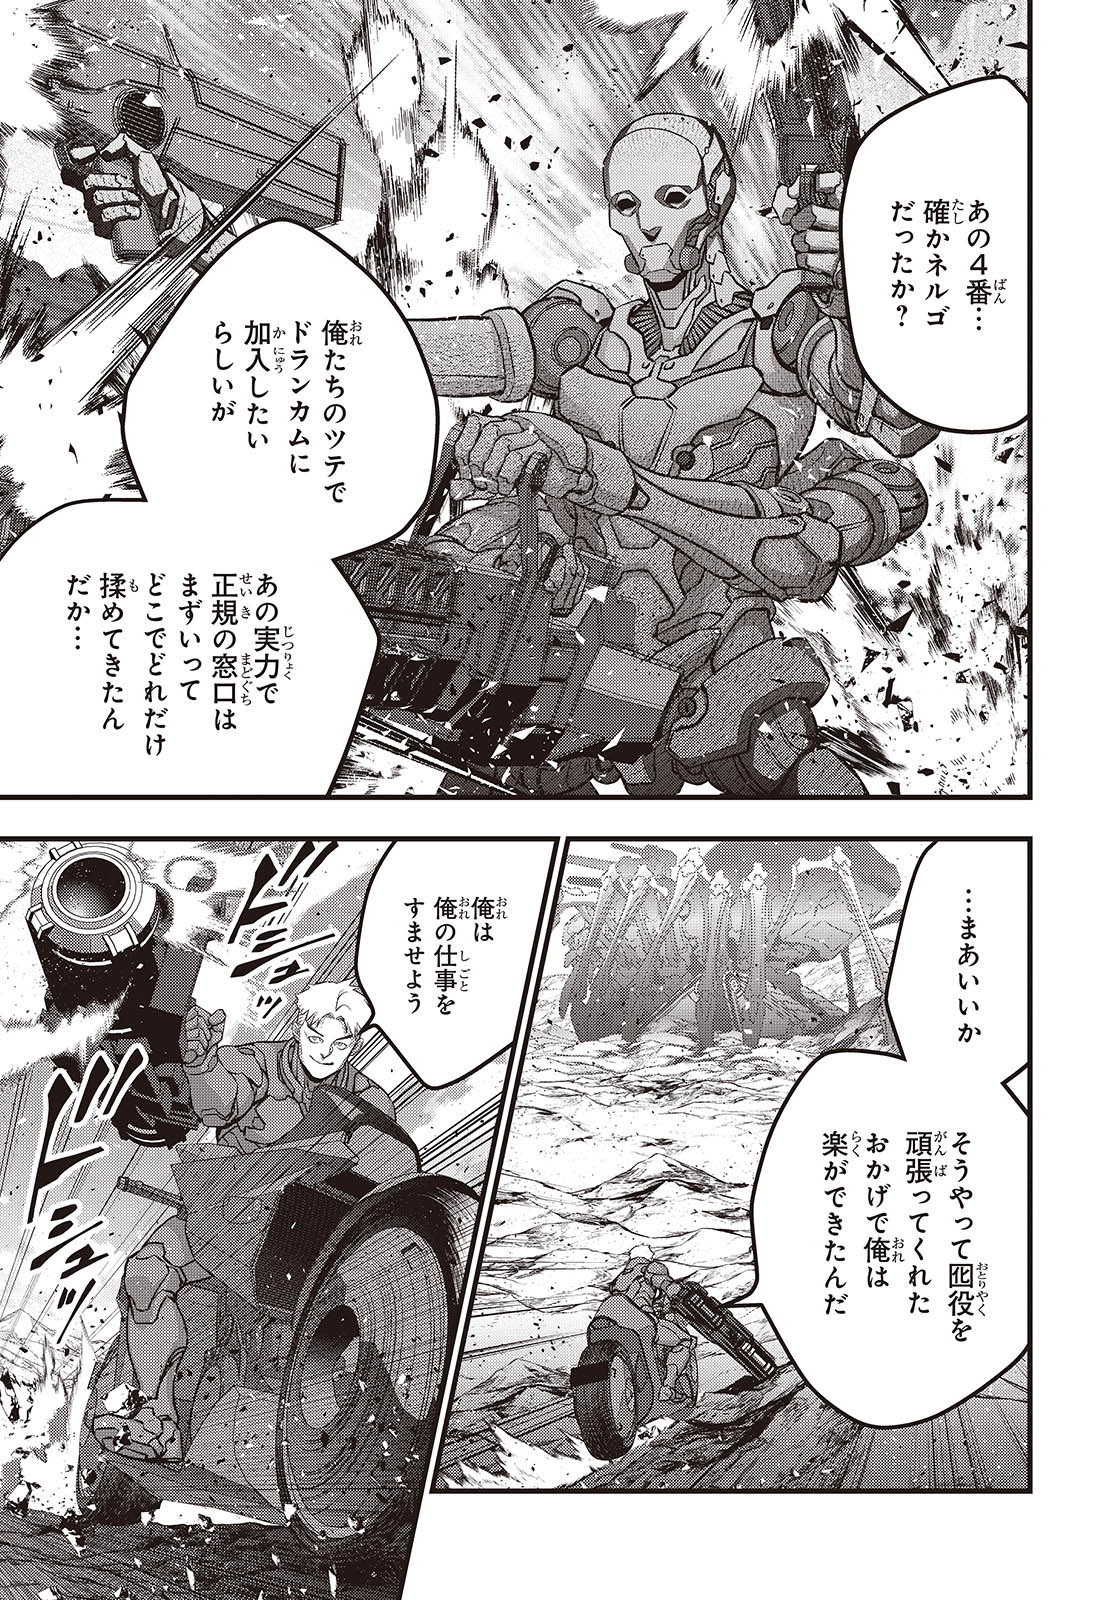 あの4番…
確かネルゴ
だったか？
俺たちのツテで
ドランカムに
加入したい
らしいが
あの実力で
正規の窓口は
まずいって
どこでどれだけ
揉めてきたん
だか…
…まあいいか
そうやって囮役を
頑張ってくれた
おかげで俺は
楽ができたんだ
俺は
俺の仕事を
すませよう
ドシュッ
ドシュッ